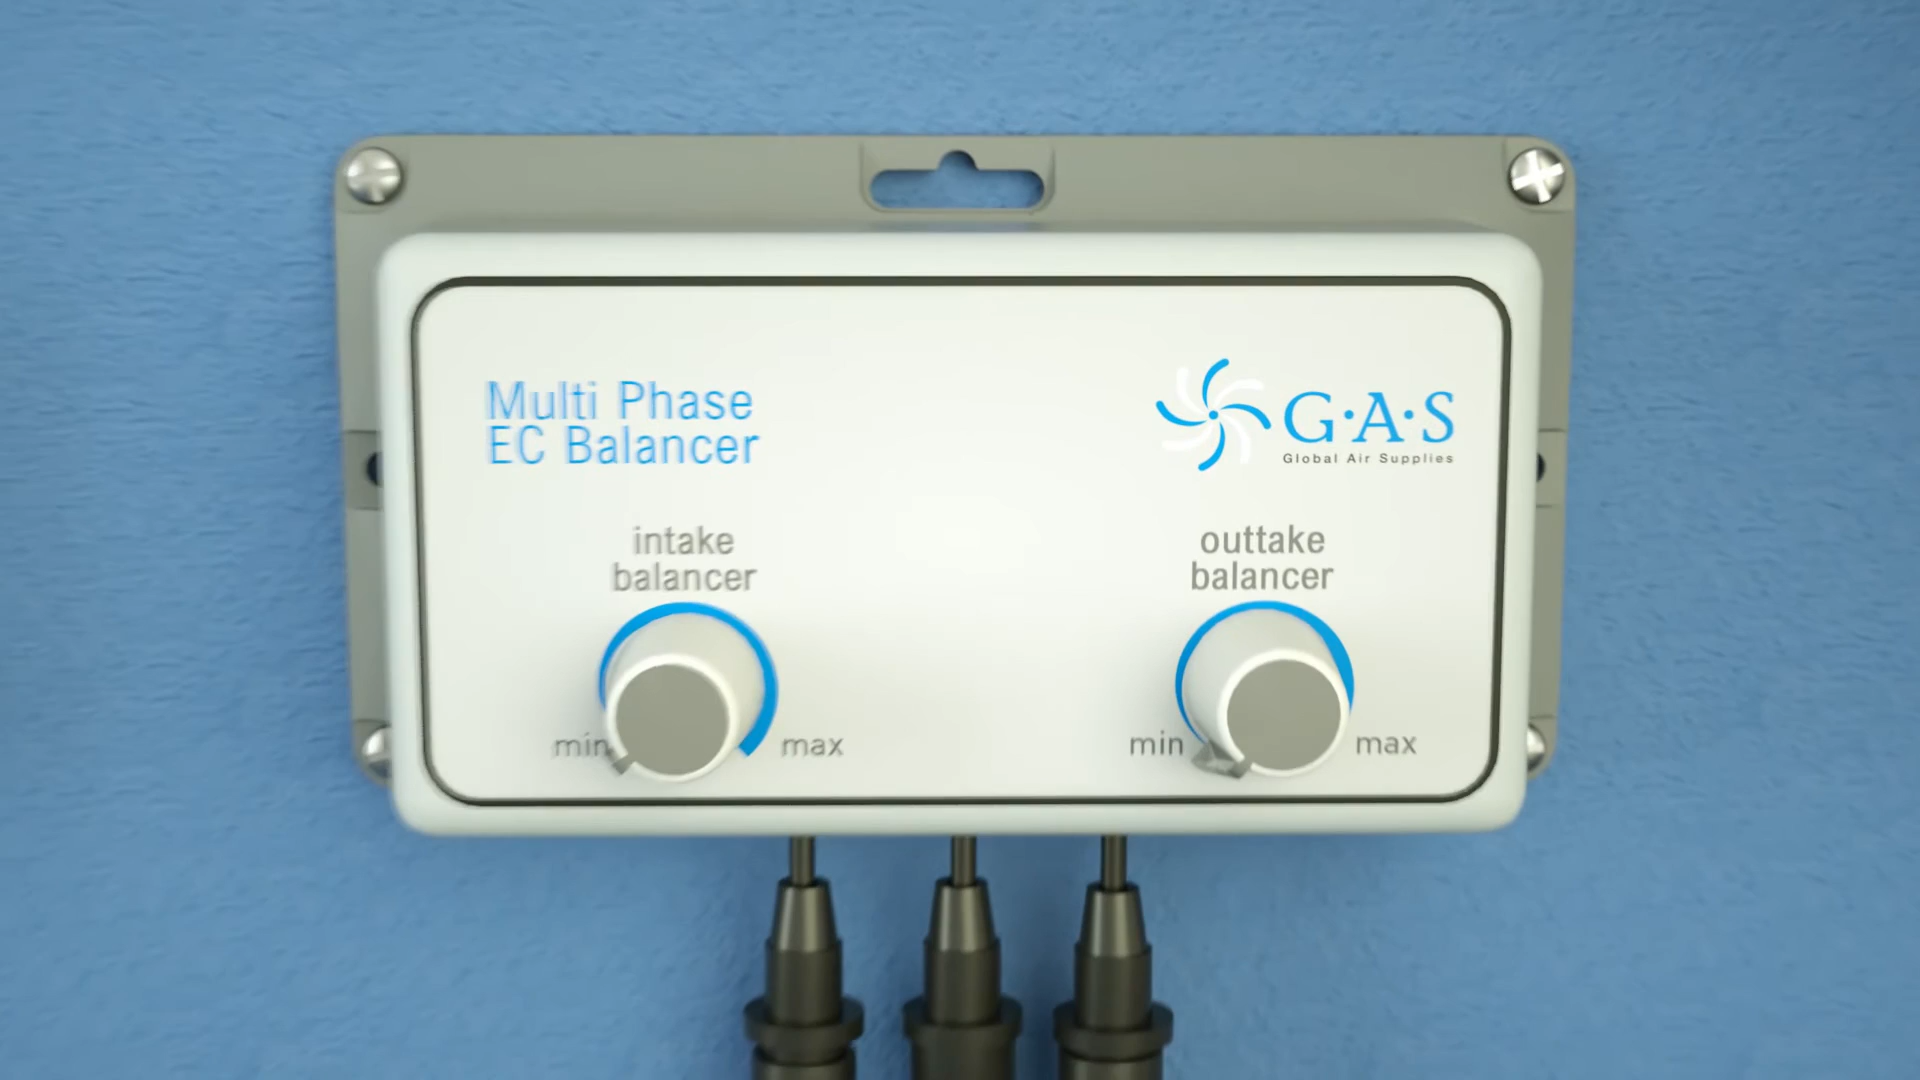 Multi Phase
EC Balancer
G·A·S
Global Air Supplies
intake
balancer
outtake
balancer
min
max
min
max